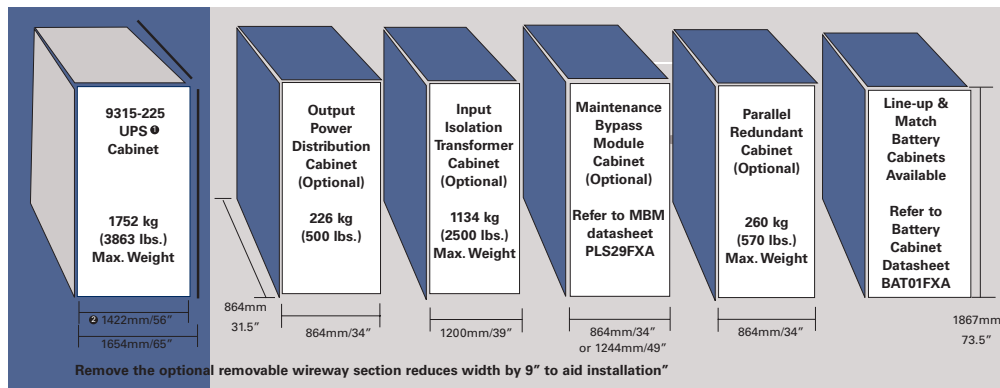 9315-225
UPS ❶
Cabinet
1752 kg
(3863 lbs.)
Max. Weight
❷ 1422mm/56”
1654mm/65”
Output
Power
Distribution
Cabinet
(Optional)
226 kg
(500 lbs.)
864mm
31.5”
864mm/34”
Input
Isolation
Transformer
Cabinet
(Optional)
1134 kg
(2500 lbs.)
Max. Weight
1200mm/39”
Maintenance
Bypass
Module
Cabinet
(Optional)
Refer to MBM
datasheet
PLS29FXA
864mm/34”
or 1244mm/49”
Parallel
Redundant
Cabinet
(Optional)
260 kg
(570 lbs.)
Max. Weight
864mm/34”
Line-up &
Match
Battery
Cabinets
Available
Refer to
Battery
Cabinet
Datasheet
BAT01FXA
1867mm
73.5”
Remove the optional removable wireway section reduces width by 9” to aid installation”